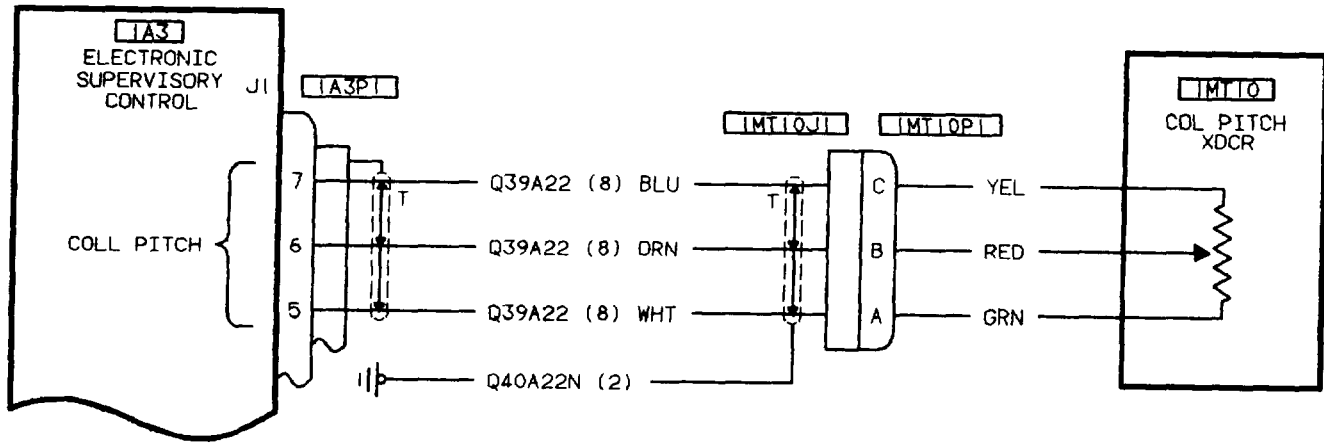 1A3
ELECTRONIC
SUPERVISORY
CONTROL
J1
1A3P1
1MT10J1
1MT10P1
1MT10
COL PITCH
XDCR
COLL PITCH
7
T
Q39A22 (8) BLU
T
C
YEL
6
Q39A22 (8) ORN
B
RED
5
Q39A22 (8) WHT
A
GRN
Q40A22N (2)